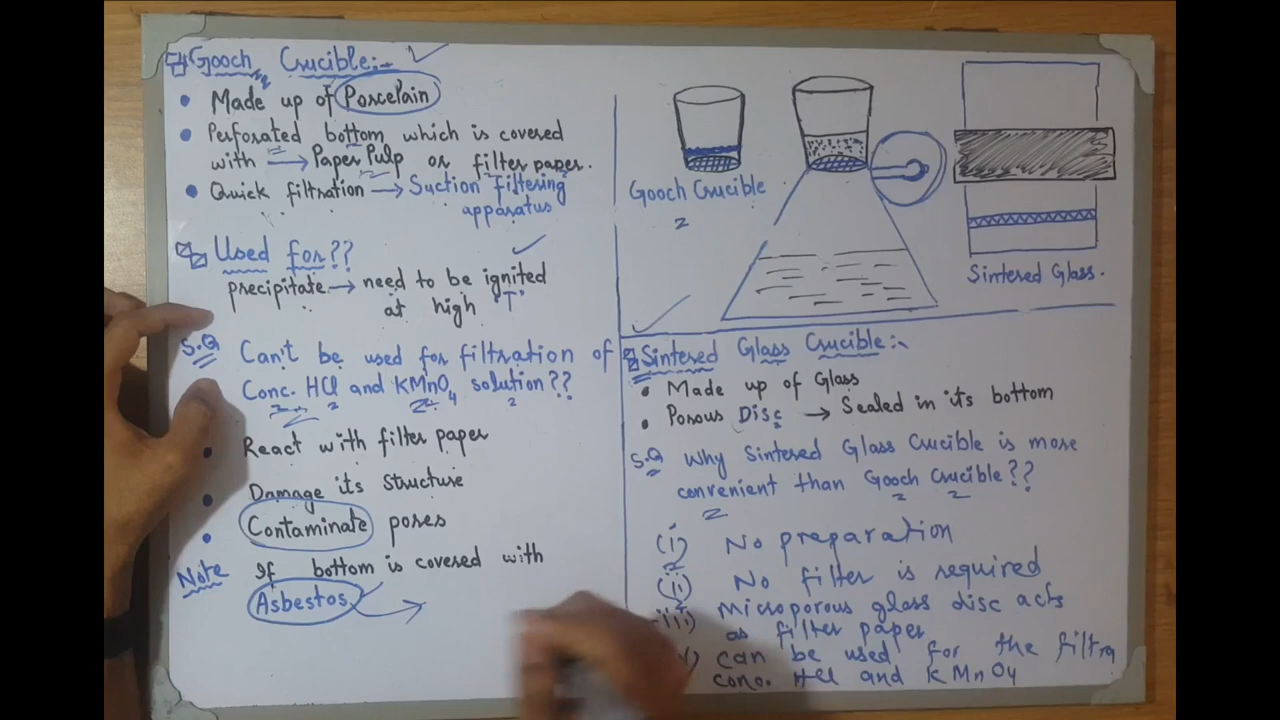 Gooch Crucible:-
• Made up of Porcelain
• Perforated bottom which is covered
with → Paper Pulp or filter paper.
• Quick filtration → Suction filtering
apparatus
Used for??
precipitate → need to be ignited
at high "T"
S.Q Can't be used for filtration of
Conc. HCl and KMnO4 solution??
• React with filter paper
• Damage its structure
• Contaminate pores
Note If bottom is covered with
Asbestos →
Gooch Crucible
Sintered Glass.
Sintered Glass Crucible:-
• Made up of Glass
• Porous Disc → Sealed in its bottom
S.Q Why Sintered Glass Crucible is more
convenient than Gooch Crucible??
(i) No preparation
(ii) No filter is required
iii) Microporous glass disc acts
as filter paper
) can be used for the filtra
conc. HCl and KMnO4